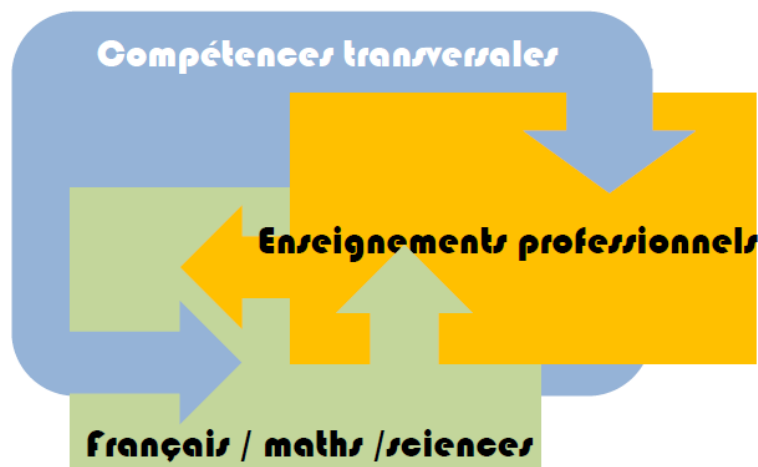 Compétences transversales
Enseignements professionnels
Français / maths /sciences